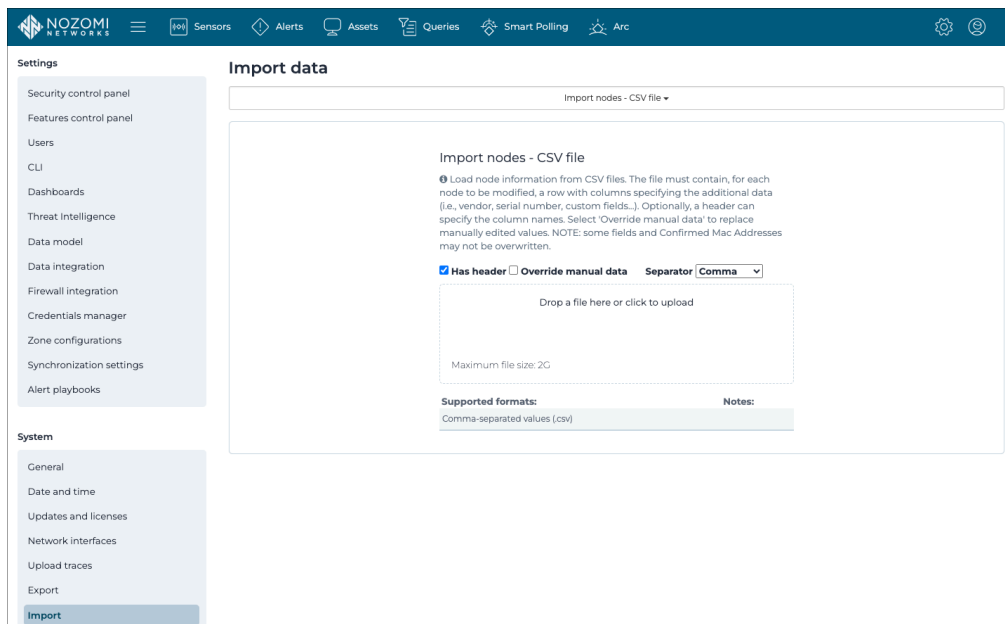 NOZOMI
NETWORKS
Sensors
Alerts
Assets
Queries
Smart Polling
Arc
Settings
Security control panel
Features control panel
Users
CLI
Dashboards
Threat Intelligence
Data model
Data integration
Firewall integration
Credentials manager
Zone configurations
Synchronization settings
Alert playbooks
System
General
Date and time
Updates and licenses
Network interfaces
Upload traces
Export
Import
Import data
Import nodes - CSV file
Import nodes - CSV file
Load node information from CSV files. The file must contain, for each
node to be modified, a row with columns specifying the additional data
(i.e., vendor, serial number, custom fields...). Optionally, a header can
specify the column names. Select 'Override manual data' to replace
manually edited values. NOTE: some fields and Confirmed Mac Addresses
may not be overwritten.
Has header Override manual data Separator Comma
Drop a file here or click to upload
Maximum file size: 2G
Supported formats: Notes:
Comma-separated values (.csv)